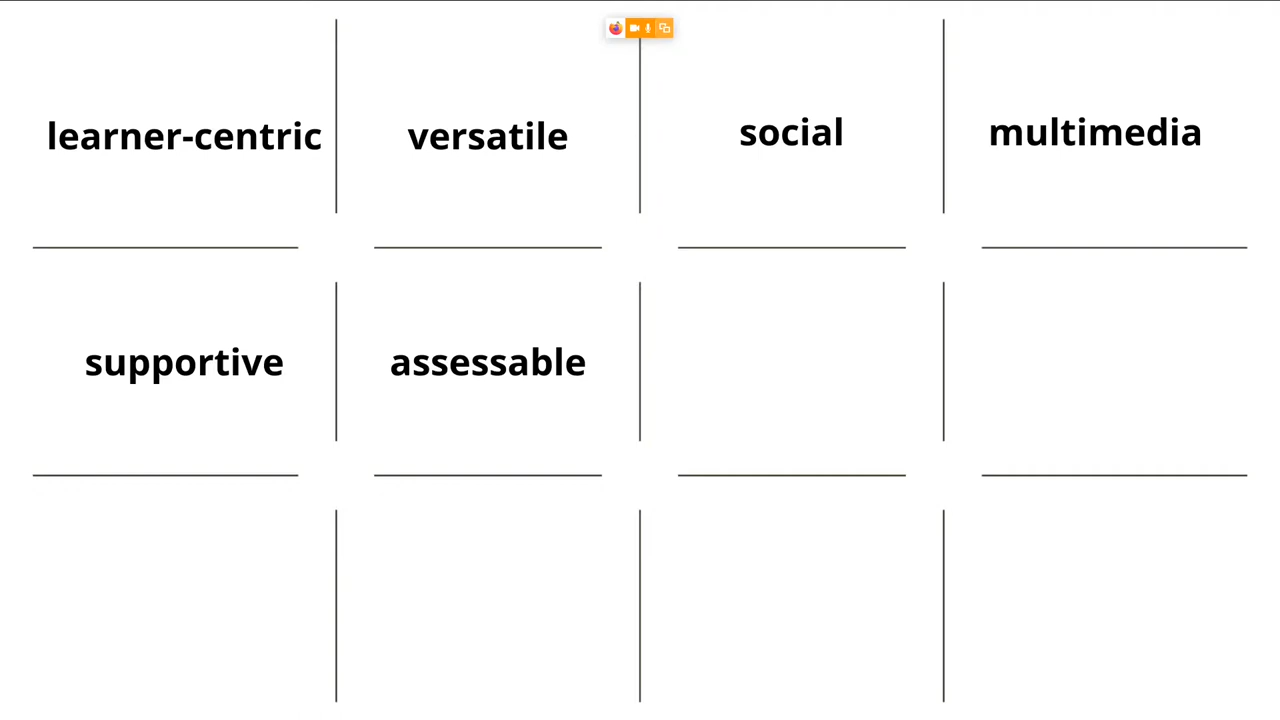 learner-centric
versatile
social
multimedia
supportive
assessable